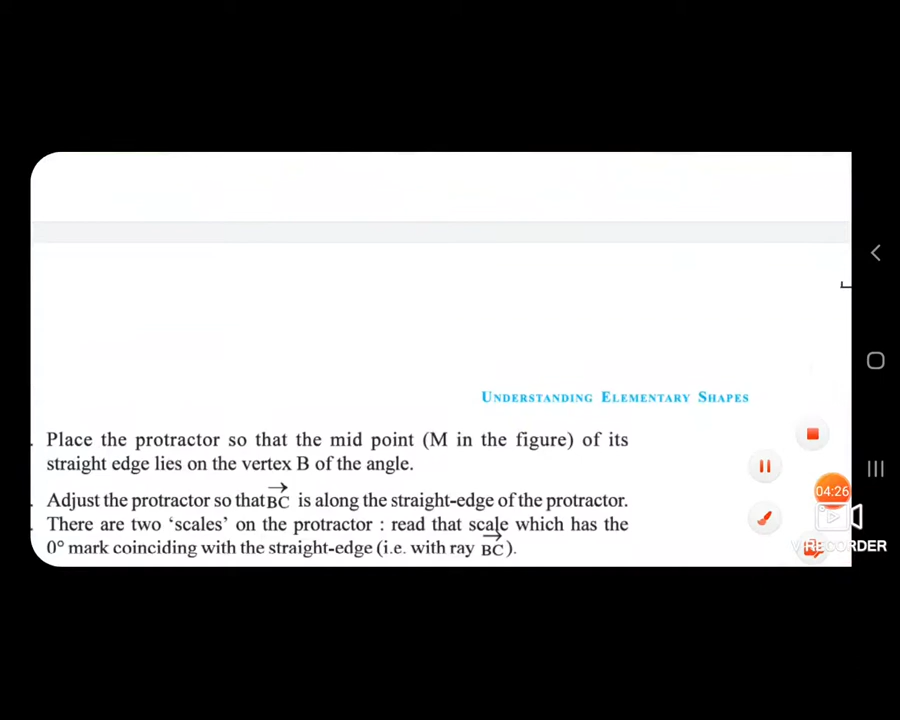 UNDERSTANDING ELEMENTARY SHAPES
. Place the protractor so that the mid point (M in the figure) of its
straight edge lies on the vertex B of the angle.
. Adjust the protractor so that BC is along the straight-edge of the protractor.
. There are two ‘scales’ on the protractor : read that scale which has the
0° mark coinciding with the straight-edge (i.e. with ray BC).
04:26
V RECORDER